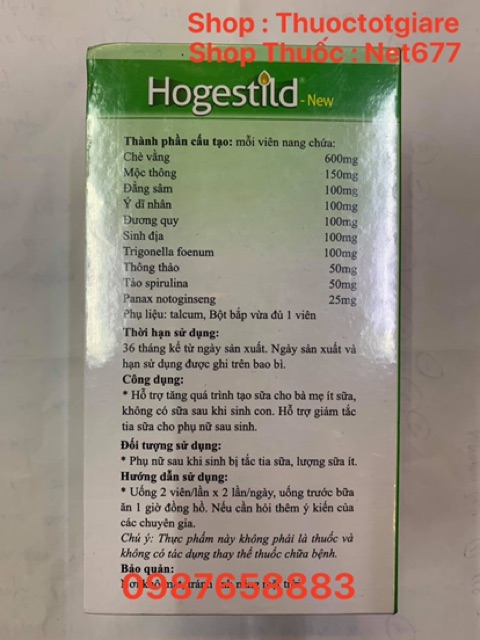 Shop : Thuoctotgiare
Shop Thuốc : Net677
Hogestild - New
Thành phần cấu tạo: mỗi viên nang chứa:
Chè vằng 600mg
Mộc thông 150mg
Đẳng sâm 100mg
Ý dĩ nhân 100mg
Đương quy 100mg
Sinh địa 100mg
Trigonella foenum 100mg
Thông thảo 50mg
Tảo spirulina 50mg
Panax notoginseng 25mg
Phụ liệu: talcum, Bột bắp vừa đủ 1 viên
Thời hạn sử dụng:
36 tháng kể từ ngày sản xuất. Ngày sản xuất và
hạn sử dụng được ghi trên bao bì.
Công dụng:
* Hỗ trợ tăng quá trình tạo sữa cho bà mẹ ít sữa,
không có sữa sau khi sinh con. Hỗ trợ giảm tắc
tia sữa cho phụ nữ sau sinh.
Đối tượng sử dụng:
* Phụ nữ sau khi sinh bị tắc tia sữa, lượng sữa ít.
Hướng dẫn sử dụng:
* Uống 2 viên/lần x 2 lần/ngày, uống trước bữa
ăn 1 giờ đồng hồ. Nếu cần hỏi thêm ý kiến của
các chuyên gia.
Chú ý: Thực phẩm này không phải là thuốc và
không có tác dụng thay thế thuốc chữa bệnh.
Bảo quản:
0987658883